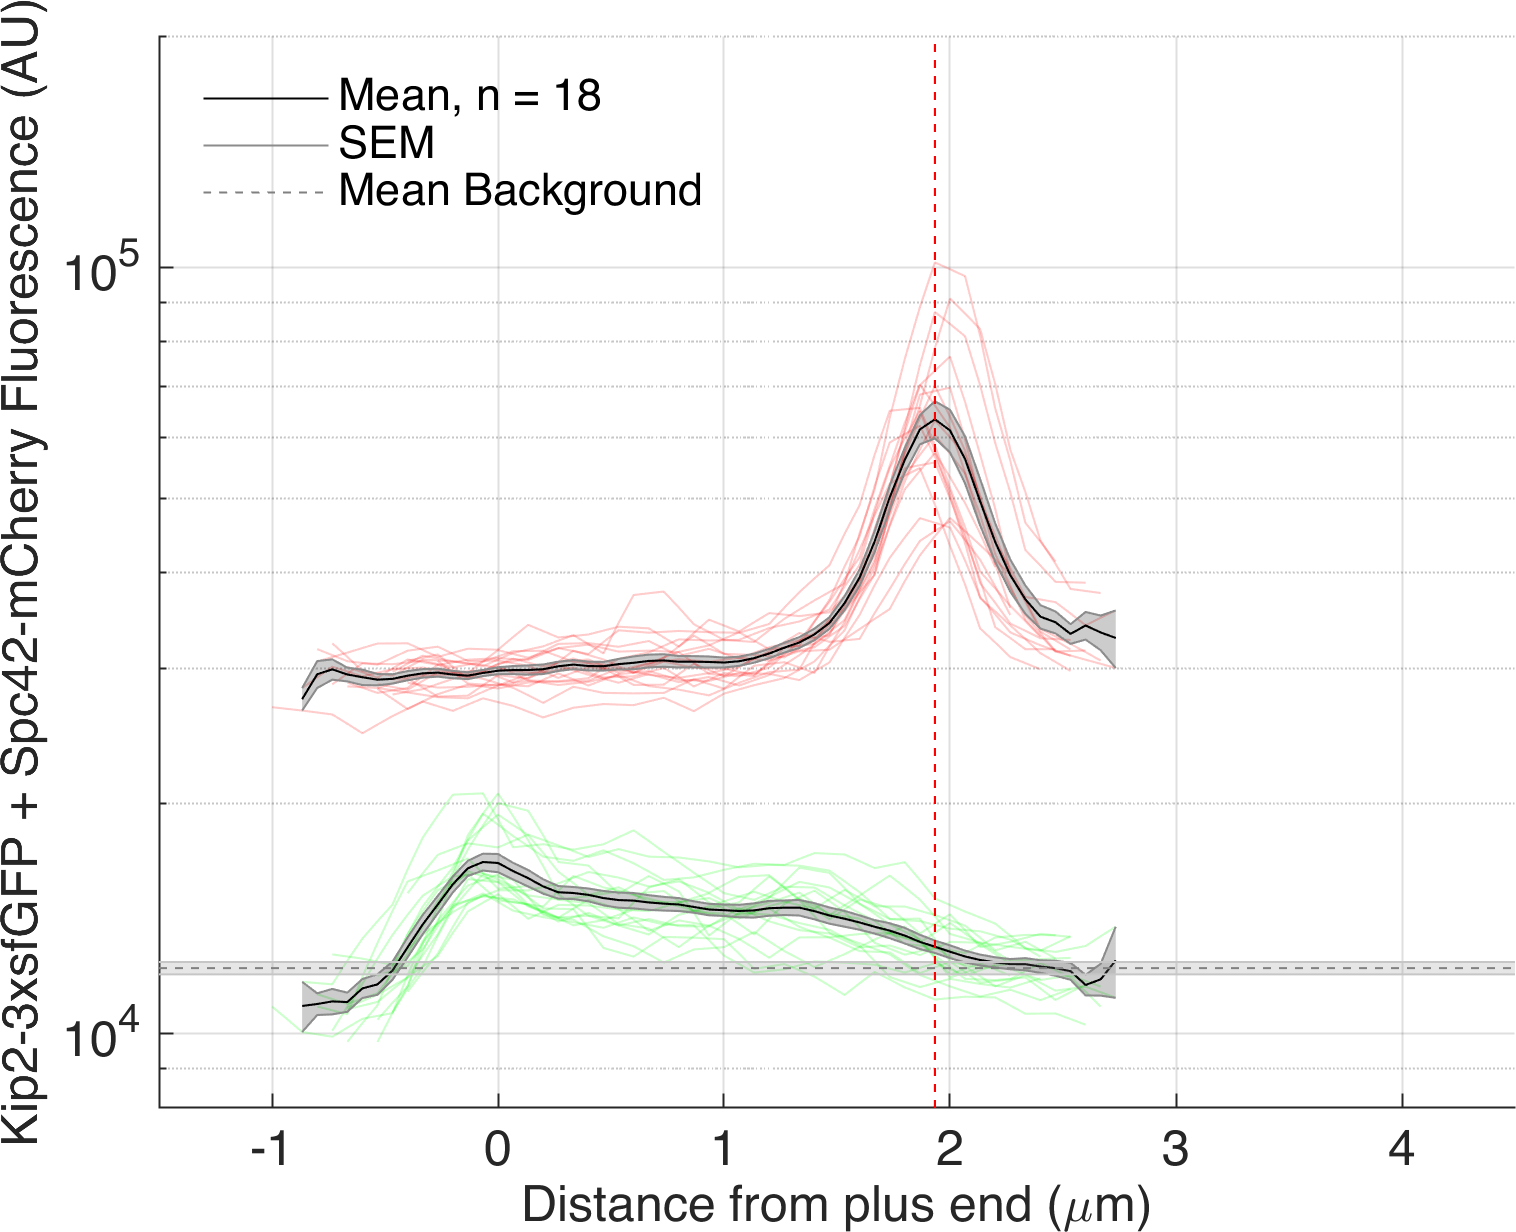 Kip2-3xsfGFP + Spc42-mCherry Fluorescence (AU)
Mean, n = 18
SEM
Mean Background
10^5
10^4
-1 0 1 2 3 4
Distance from plus end (μm)